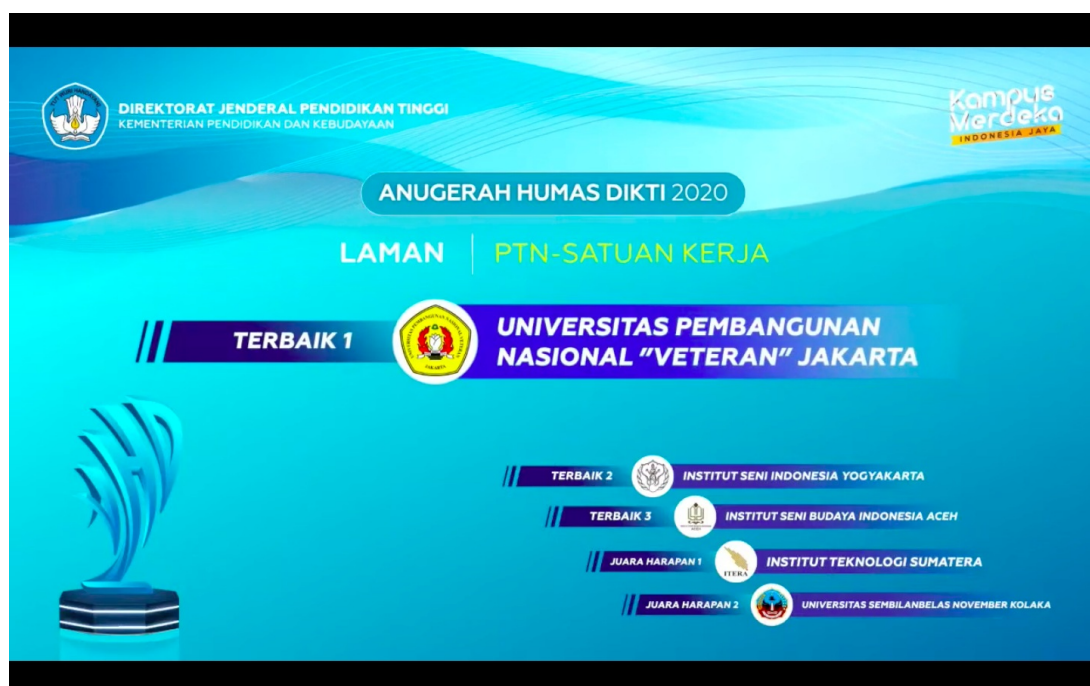 DIREKTORAT JENDERAL PENDIDIKAN TINGGI
KEMENTERIAN PENDIDIKAN DAN KEBUDAYAAN
Kampus
Merdeka
INDONESIA JAYA
ANUGERAH HUMAS DIKTI 2020
LAMAN PTN-SATUAN KERJA
TERBAIK 1
UNIVERSITAS PEMBANGUNAN
NASIONAL "VETERAN" JAKARTA
TERBAIK 2 INSTITUT SENI INDONESIA YOGYAKARTA
TERBAIK 3 INSTITUT SENI BUDAYA INDONESIA ACEH
JUARA HARAPAN 1 ITERA INSTITUT TEKNOLOGI SUMATERA
JUARA HARAPAN 2 UNIVERSITAS SEMBILANBELAS NOVEMBER KOLAKA